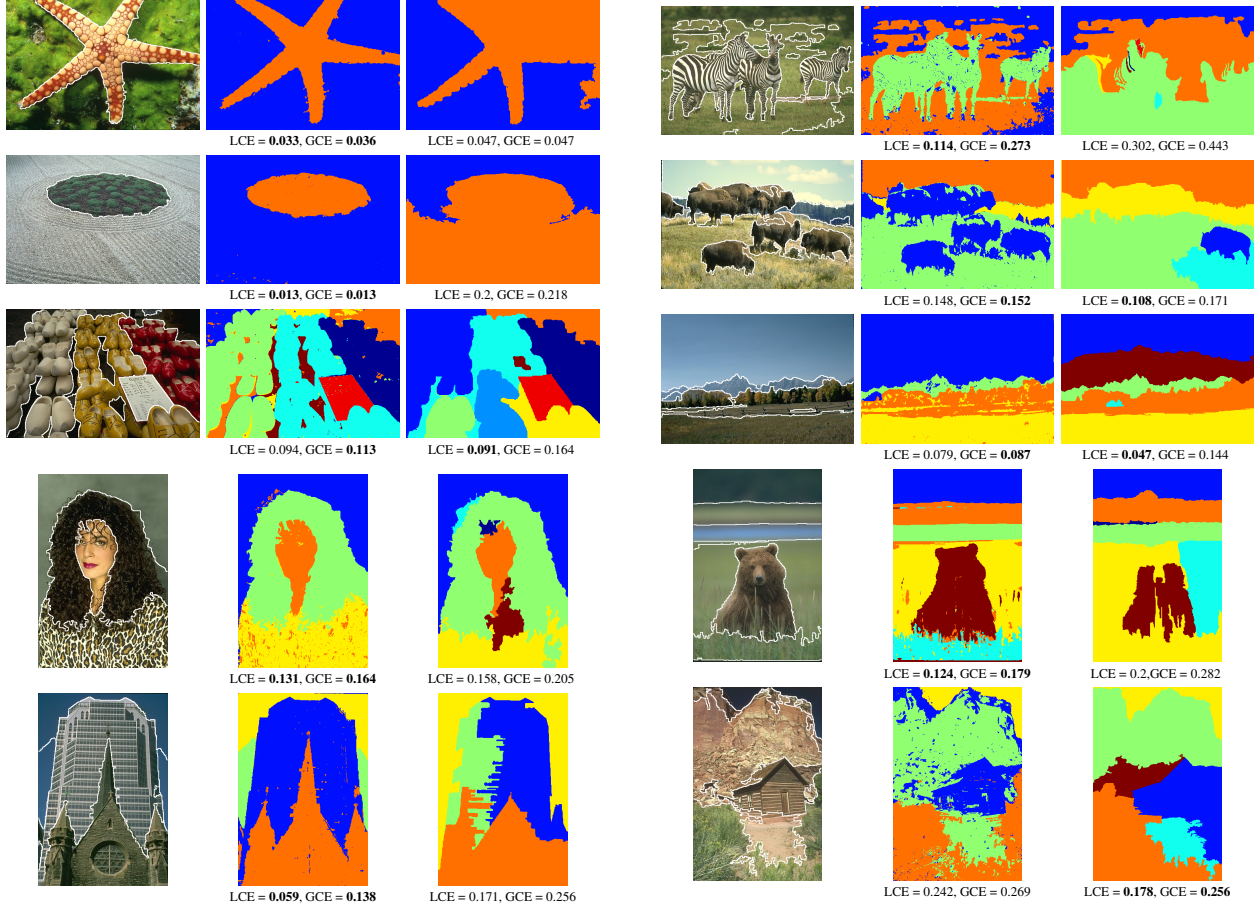 LCE = 0.033, GCE = 0.036
LCE = 0.047, GCE = 0.047
LCE = 0.013, GCE = 0.013
LCE = 0.2, GCE = 0.218
LCE = 0.094, GCE = 0.113
LCE = 0.091, GCE = 0.164
LCE = 0.131, GCE = 0.164
LCE = 0.158, GCE = 0.205
LCE = 0.059, GCE = 0.138
LCE = 0.171, GCE = 0.256
LCE = 0.114, GCE = 0.273
LCE = 0.302, GCE = 0.443
LCE = 0.148, GCE = 0.152
LCE = 0.108, GCE = 0.171
LCE = 0.079, GCE = 0.087
LCE = 0.047, GCE = 0.144
LCE = 0.124, GCE = 0.179
LCE = 0.2,GCE = 0.282
LCE = 0.242, GCE = 0.269
LCE = 0.178, GCE = 0.256